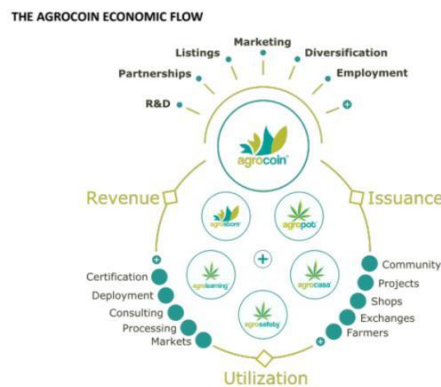 THE AGROCOIN ECONOMIC FLOW
Marketing
Listings
Diversification
Partnerships
Employment
R&D
agrocoin
Revenue
Issuance
agropot
Certification
agrolearning
agrocasa
Community
Deployment
Projects
Consulting
Shops
Processing
agrosafety
Exchanges
Markets
Farmers
Utilization